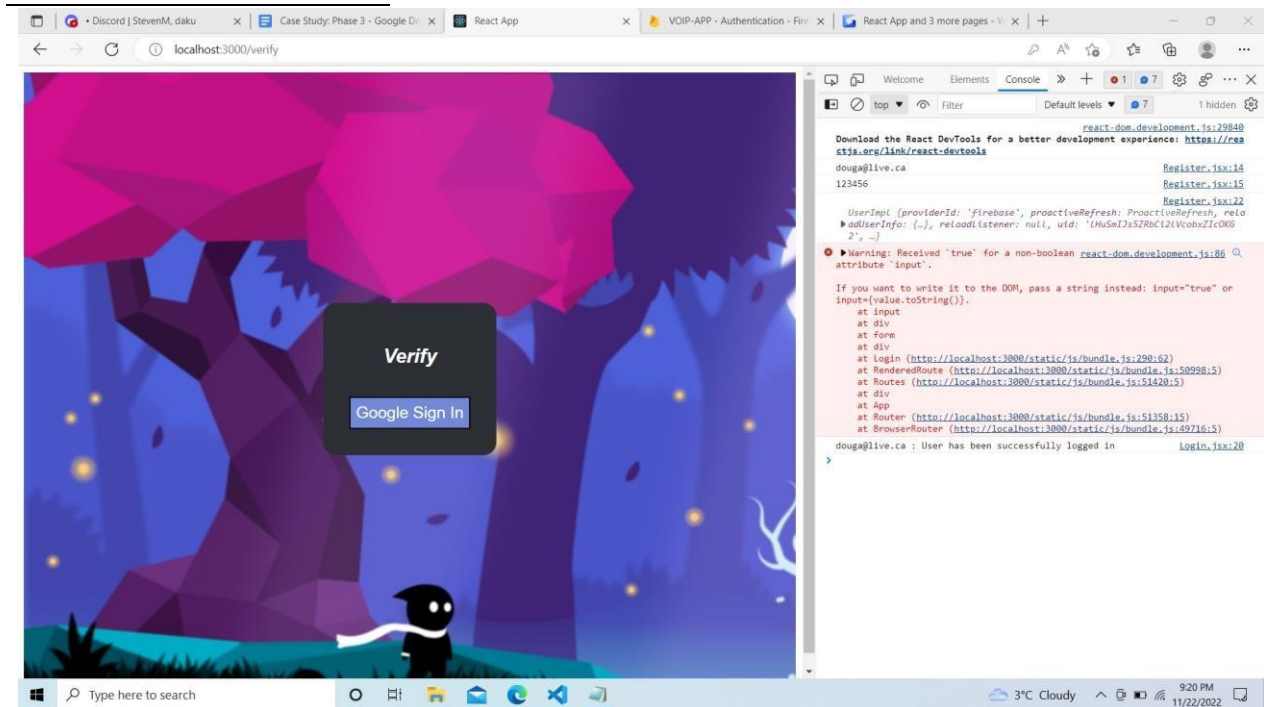 • Discord | StevenM, daku
Case Study: Phase 3 - Google Do
React App
VOIP-APP - Authentication - Fire
React App and 3 more pages - V
localhost:3000/verify
Welcome Elements Console 1 7
top Filter Default levels 7 1 hidden
react-dom.development.js:29840
Download the React DevTools for a better development experience: https://rea
ctjs.org/link/react-devtools
douga@live.ca Register.jsx:14
123456 Register.jsx:15
Register.jsx:22
UserImpl {providerId: 'firebase', proactiveRefresh: ProactiveRefresh, relo
adUserInfo: {…}, reloadListener: null, uid:
2', …}
Warning: Received `true` for a non-boolean react-dom.development.js:86
attribute `input`.
If you want to write it to the DOM, pass a string instead: input="true" or
input={value.toString()}.
at input
at div
at form
at div
at Login (http://localhost:3000/static/js/bundle.js:290:62)
at RenderedRoute (http://localhost:3000/static/js/bundle.js:50998:5)
at Routes (http://localhost:3000/static/js/bundle.js:51420:5)
at div
at App
at Router (http://localhost:3000/static/js/bundle.js:51358:15)
at BrowserRouter (http://localhost:3000/static/js/bundle.js:49716:5)
douga@live.ca : User has been successfully logged in Login.jsx:20
Verify
Google Sign In
Type here to search
3°C Cloudy
9:20 PM
11/22/2022